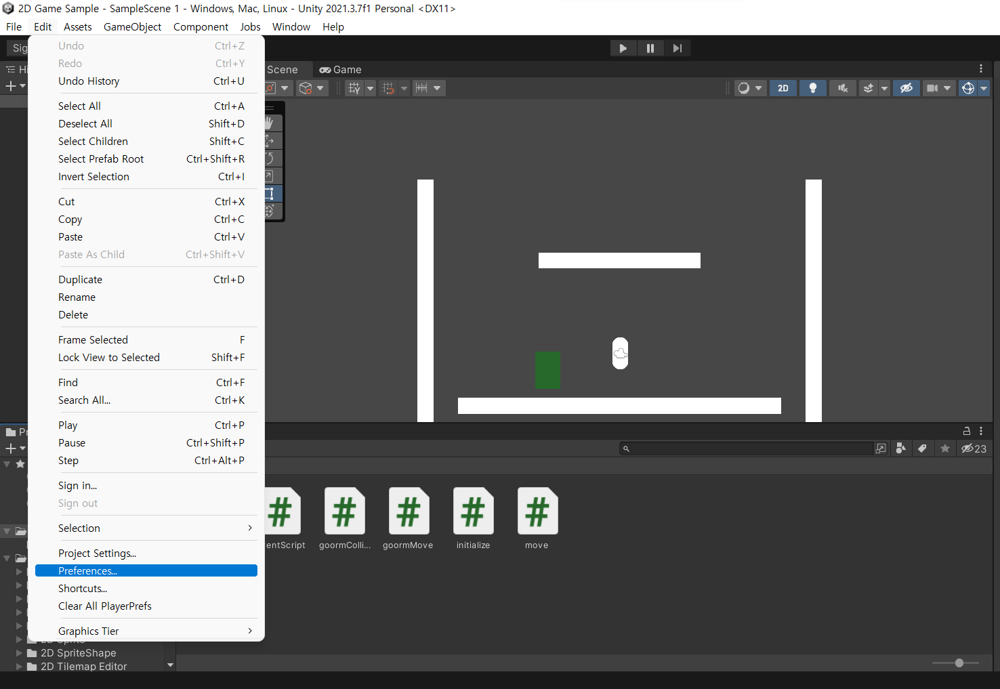 2D Game Sample - SampleScene 1 - Windows, Mac, Linux - Unity 2021.3.7f1 Personal <DX11>
File Edit Assets GameObject Component Jobs Window Help
Undo Ctrl+Z
Redo Ctrl+Y
Undo History Ctrl+U
Select All Ctrl+A
Deselect All Shift+D
Select Children Shift+C
Select Prefab Root Ctrl+Shift+R
Invert Selection Ctrl+I
Cut Ctrl+X
Copy Ctrl+C
Paste Ctrl+V
Paste As Child Ctrl+Shift+V
Duplicate Ctrl+D
Rename
Delete
Frame Selected F
Lock View to Selected Shift+F
Find Ctrl+F
Search All... Ctrl+K
Play Ctrl+P
Pause Ctrl+Shift+P
Step Ctrl+Alt+P
Sign in...
Sign out
Selection
Project Settings...
Preferences...
Shortcuts...
Clear All PlayerPrefs
Graphics Tier
Scene Game
2D
23
entScript goormColli... goormMove initialize move
2D SpriteShape
2D Tilemap Editor